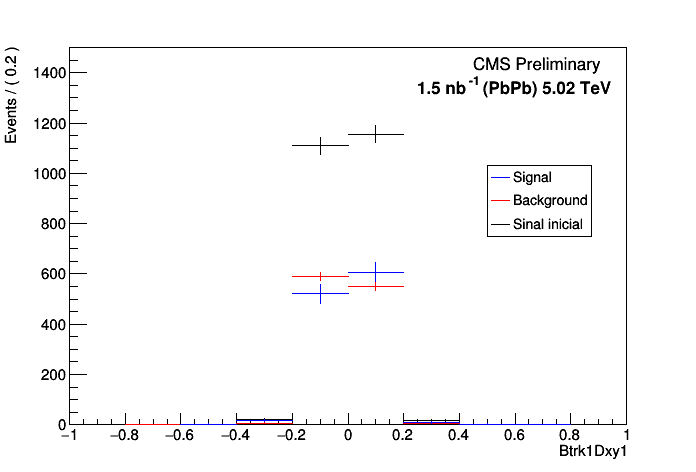 CMS Preliminary
1.5 nb⁻¹ (PbPb) 5.02 TeV
Events / ( 0.2 )
1400
1200
1000
800
600
400
200
0
Signal
Background
Sinal inicial
−1 −0.8 −0.6 −0.4 −0.2 0 0.2 0.4 0.6 0.8 1
Btrk1Dxy1